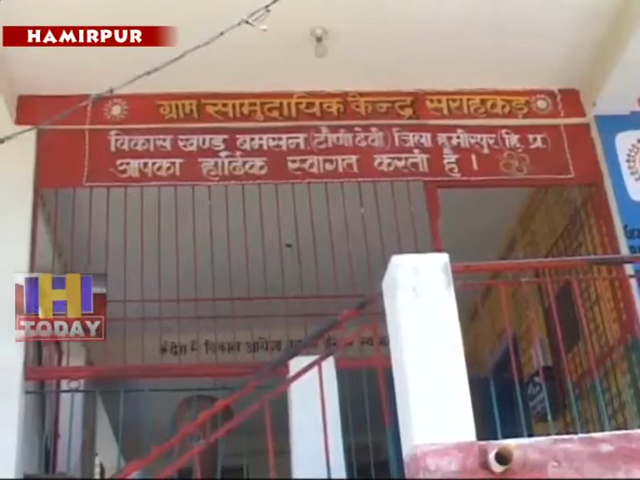 HAMIRPUR
ग्राम सामुदायिक केन्द्र सराहकड़
विकास खण्ड बमसन (टौणी देवी) जिला हमीरपुर (हि. प्र.)
आपका हार्दिक स्वागत करती है।
H
TODAY
में विकास